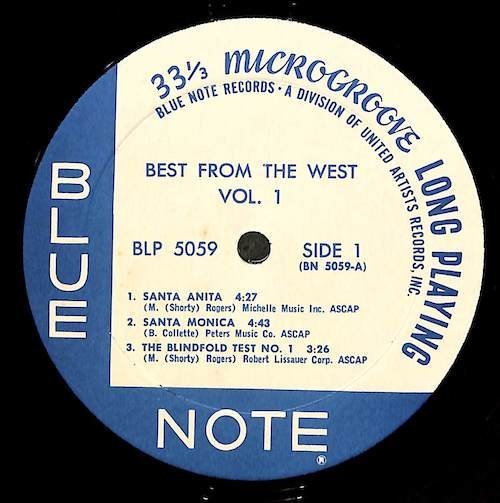 33 1/3 MICROGROOVE LONG PLAYING
BLUE NOTE RECORDS • A DIVISION OF UNITED ARTISTS RECORDS, INC.
BEST FROM THE WEST
VOL. 1
BLP 5059
SIDE 1
(BN 5059-A)
1. SANTA ANITA 4:27
(M. (Shorty) Rogers) Michelle Music Inc. ASCAP
2. SANTA MONICA 4:43
(B. Collette) Peters Music Co. ASCAP
3. THE BLINDFOLD TEST NO. 1 3:26
(M. (Shorty) Rogers) Robert Lissauer Corp. ASCAP
BLUE
NOTE ®